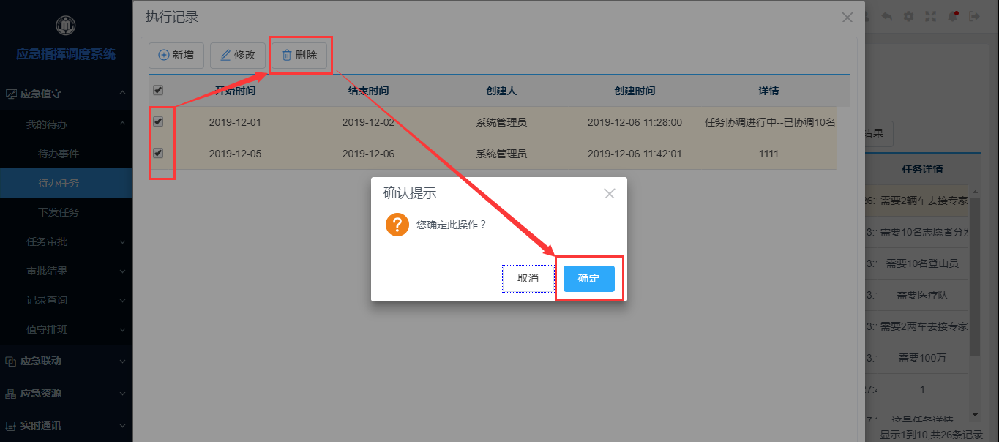 应急指挥调度系统
应急值守
我的待办
待办事件
待办任务
下发任务
任务审批
审批结果
记录查询
值守排班
应急联动
应急资源
实时通讯
执行记录
新增 修改 删除
开始时间 结束时间 创建人 创建时间 详情
2019-12-01 2019-12-02 系统管理员 2019-12-06 11:28:00 任务协调进行中--已协调10名
2019-12-05 2019-12-06 系统管理员 2019-12-06 11:42:01 1111
确认提示
您确定此操作？
取消 确定
结果
任务详情
26: 需要2辆车去接专家
3: 需要10名志愿者分
3: 需要10名登山员
3: 需要医疗队
3: 需要2两车去接专家
3: 需要100万
27: 1
7: 这是任务详情
显示1到10,共26条记录